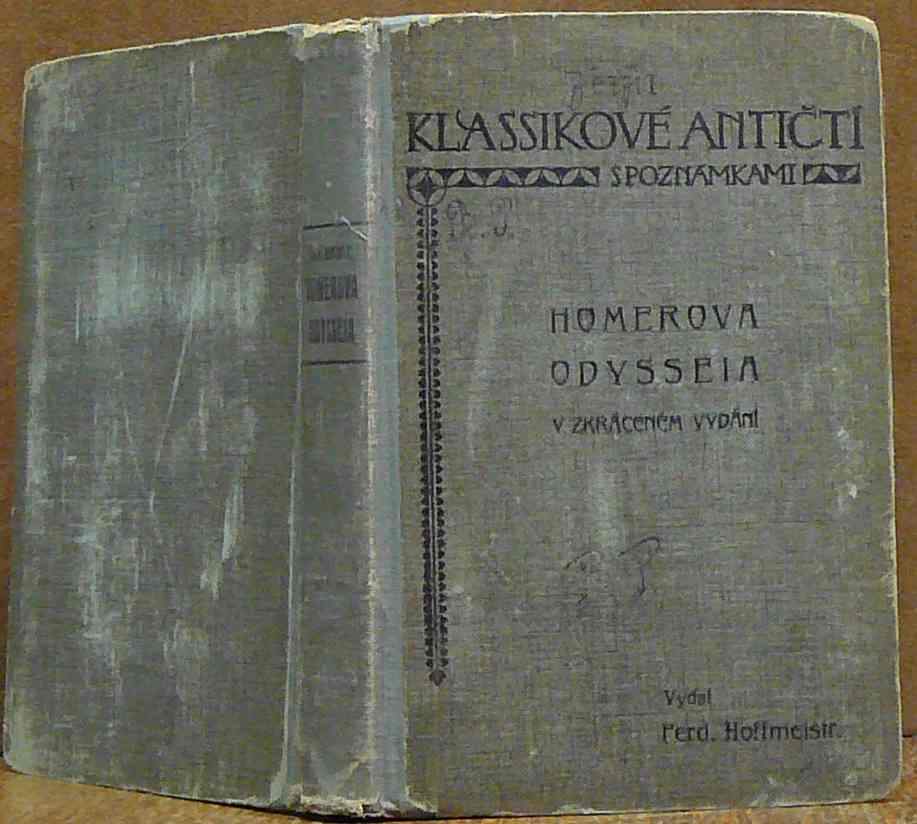 KLASSIKOVÉ ANTIČTÍ
S POZNÁMKAMI
HOMEROVA
ODYSSEIA
V ZKRÁCENÉM VYDÁNÍ
Vydal
Ferd. Hoffmeistr.
HOMEROVA
ODYSSEIA